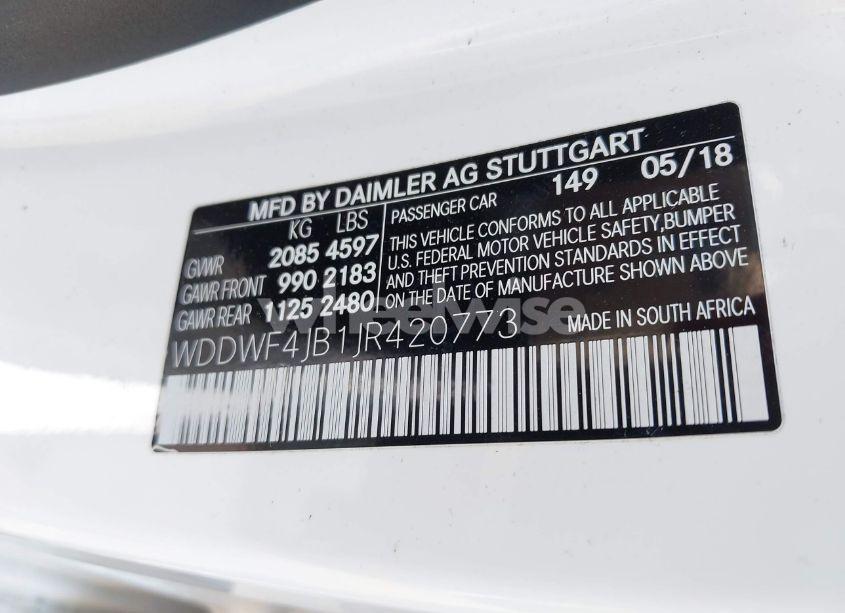 MFD BY DAIMLER AG STUTTGART
KG LBS
GVWR 2085 4597
GAWR FRONT 990 2183
GAWR REAR 1125 2480
PASSENGER CAR 149 05/18
THIS VEHICLE CONFORMS TO ALL APPLICABLE
U.S. FEDERAL MOTOR VEHICLE SAFETY,BUMPER
AND THEFT PREVENTION STANDARDS IN EFFECT
ON THE DATE OF MANUFACTURE SHOWN ABOVE
WDDWF4JB1JR420773
MADE IN SOUTH AFRICA
wheelwise